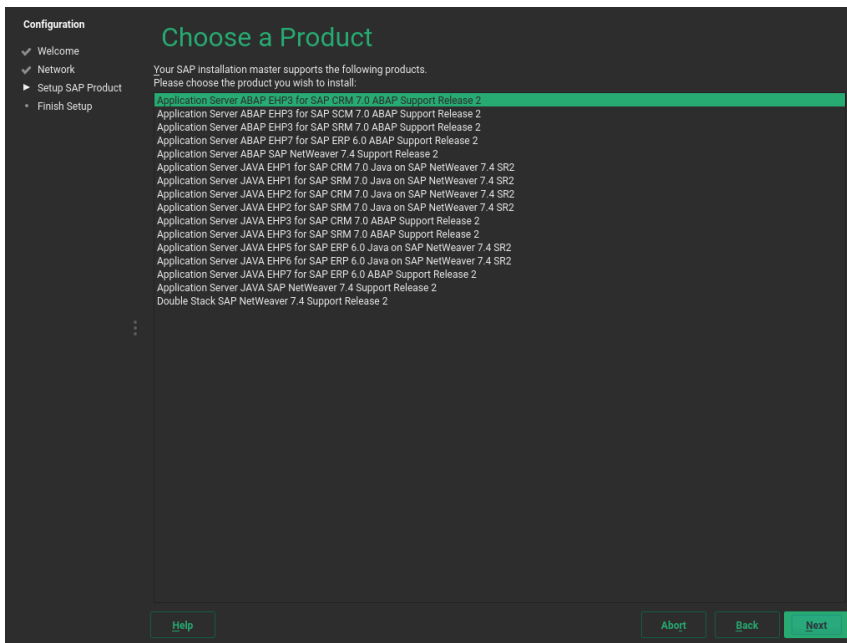 Configuration
Welcome
Network
Setup SAP Product
Finish Setup
Choose a Product
Your SAP installation master supports the following products.
Please choose the product you wish to install:
Application Server ABAP EHP3 for SAP CRM 7.0 ABAP Support Release 2
Application Server ABAP EHP3 for SAP SCM 7.0 ABAP Support Release 2
Application Server ABAP EHP3 for SAP SRM 7.0 ABAP Support Release 2
Application Server ABAP EHP7 for SAP ERP 6.0 ABAP Support Release 2
Application Server ABAP SAP NetWeaver 7.4 Support Release 2
Application Server JAVA EHP1 for SAP CRM 7.0 Java on SAP NetWeaver 7.4 SR2
Application Server JAVA EHP1 for SAP SRM 7.0 Java on SAP NetWeaver 7.4 SR2
Application Server JAVA EHP2 for SAP CRM 7.0 Java on SAP NetWeaver 7.4 SR2
Application Server JAVA EHP2 for SAP SRM 7.0 Java on SAP NetWeaver 7.4 SR2
Application Server JAVA EHP3 for SAP CRM 7.0 ABAP Support Release 2
Application Server JAVA EHP3 for SAP SRM 7.0 ABAP Support Release 2
Application Server JAVA EHP5 for SAP ERP 6.0 Java on SAP NetWeaver 7.4 SR2
Application Server JAVA EHP6 for SAP ERP 6.0 Java on SAP NetWeaver 7.4 SR2
Application Server JAVA EHP7 for SAP ERP 6.0 ABAP Support Release 2
Application Server JAVA SAP NetWeaver 7.4 Support Release 2
Double Stack SAP NetWeaver 7.4 Support Release 2
Help
Abort
Back
Next